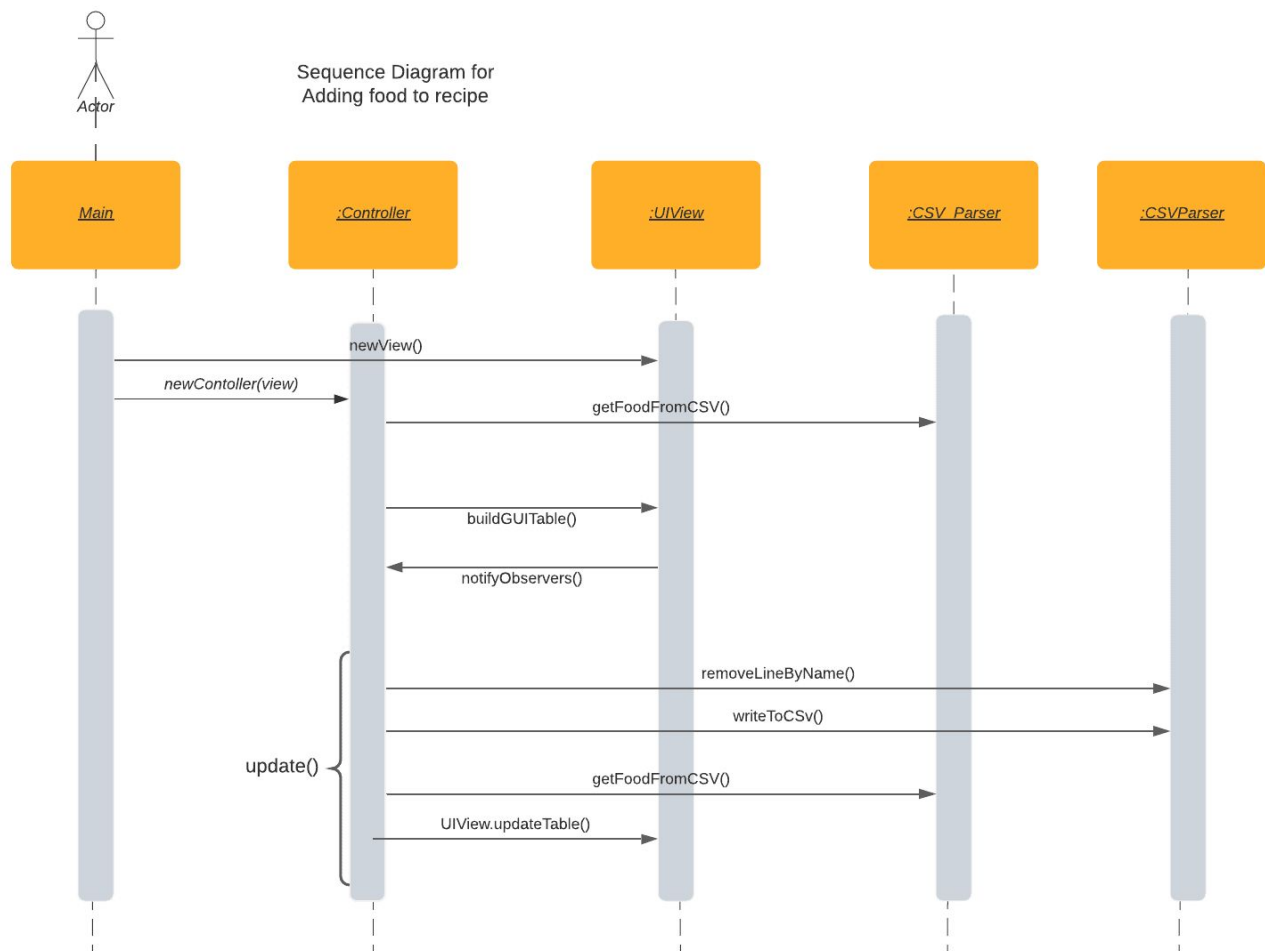 Sequence Diagram for
Adding food to recipe
Actor
Main
:Controller
:UIView
:CSV_Parser
:CSVParser
newView()
newContoller(view)
getFoodFromCSV()
buildGUITable()
notifyObservers()
removeLineByName()
writeToCSv()
update()
getFoodFromCSV()
UIView.updateTable()